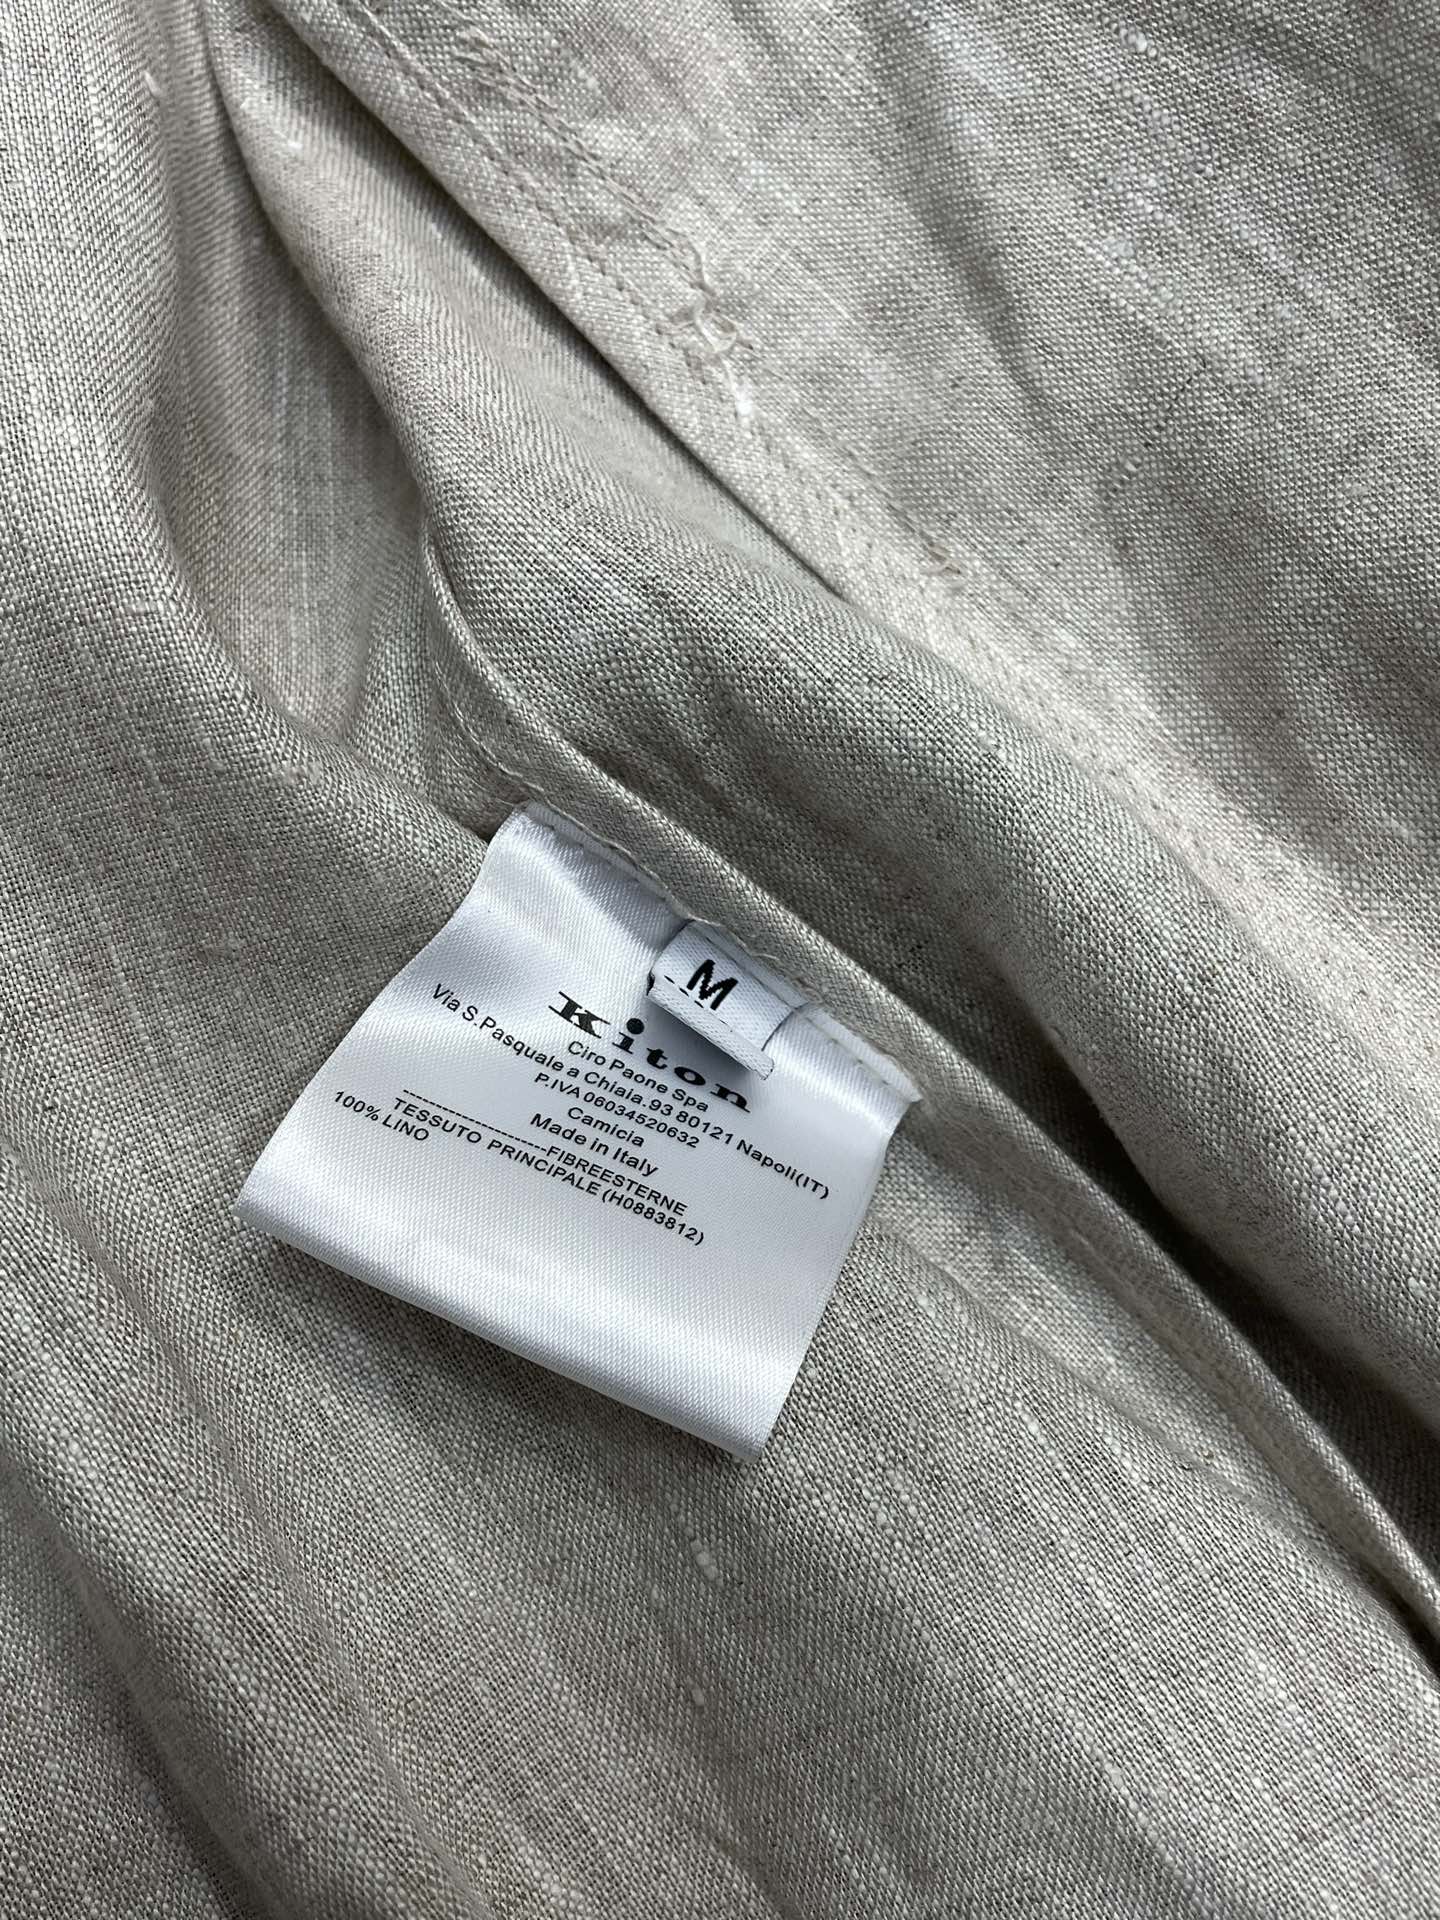 M
Kiton
Ciro Paone Spa
Via S.Pasquale a Chiaia.93 80121 Napoli(IT)
P.IVA 06034520632
Camicia
Made in Italy
-----------------------FIBREESTERNE
TESSUTO PRINCIPALE (H0883812)
100% LINO